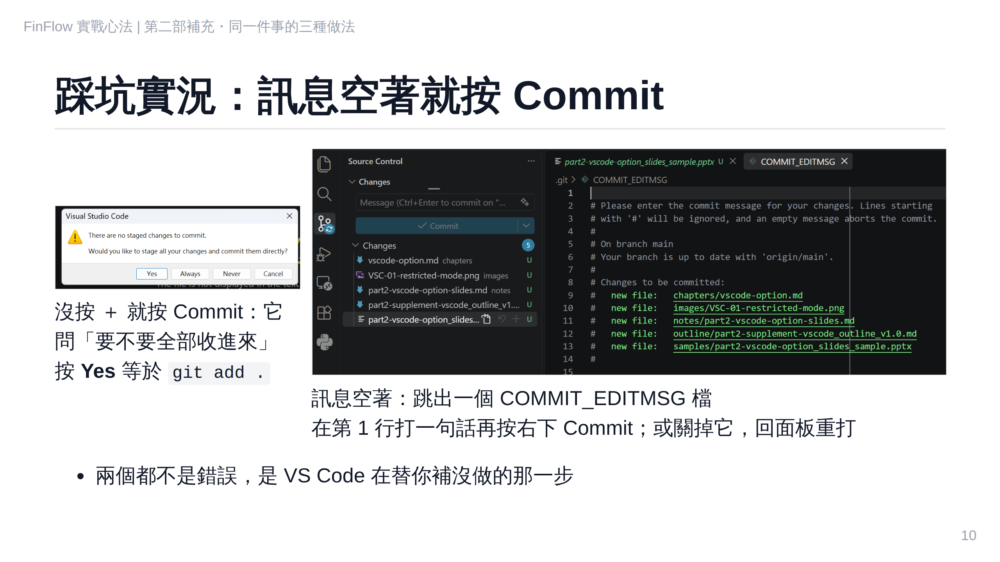 FinFlow 實戰心法 | 第二部補充・同一件事的三種做法
踩坑實況：訊息空著就按 Commit
Visual Studio Code
There are no staged changes to commit.
Would you like to stage all your changes and commit them directly?
Yes Always Never Cancel
沒按 ＋ 就按 Commit：它
問「要不要全部收進來」
按 Yes 等於 git add .
Source Control
Changes
Message (Ctrl+Enter to commit on "...
Commit
Changes 5
vscode-option.md chapters U
VSC-01-restricted-mode.png images U
part2-vscode-option-slides.md notes U
part2-supplement-vscode_outline_v1.... U
part2-vscode-option_slides... U
part2-vscode-option_slides_sample.pptx U
COMMIT_EDITMSG
.git > COMMIT_EDITMSG
1
2 # Please enter the commit message for your changes. Lines starting
3 # with '#' will be ignored, and an empty message aborts the commit.
4 #
5 # On branch main
6 # Your branch is up to date with 'origin/main'.
7 #
8 # Changes to be committed:
9 # new file: chapters/vscode-option.md
10 # new file: images/VSC-01-restricted-mode.png
11 # new file: notes/part2-vscode-option-slides.md
12 # new file: outline/part2-supplement-vscode_outline_v1.0.md
13 # new file: samples/part2-vscode-option_slides_sample.pptx
14 #
15
訊息空著：跳出一個 COMMIT_EDITMSG 檔
在第 1 行打一句話再按右下 Commit；或關掉它，回面板重打
• 兩個都不是錯誤，是 VS Code 在替你補沒做的那一步
10